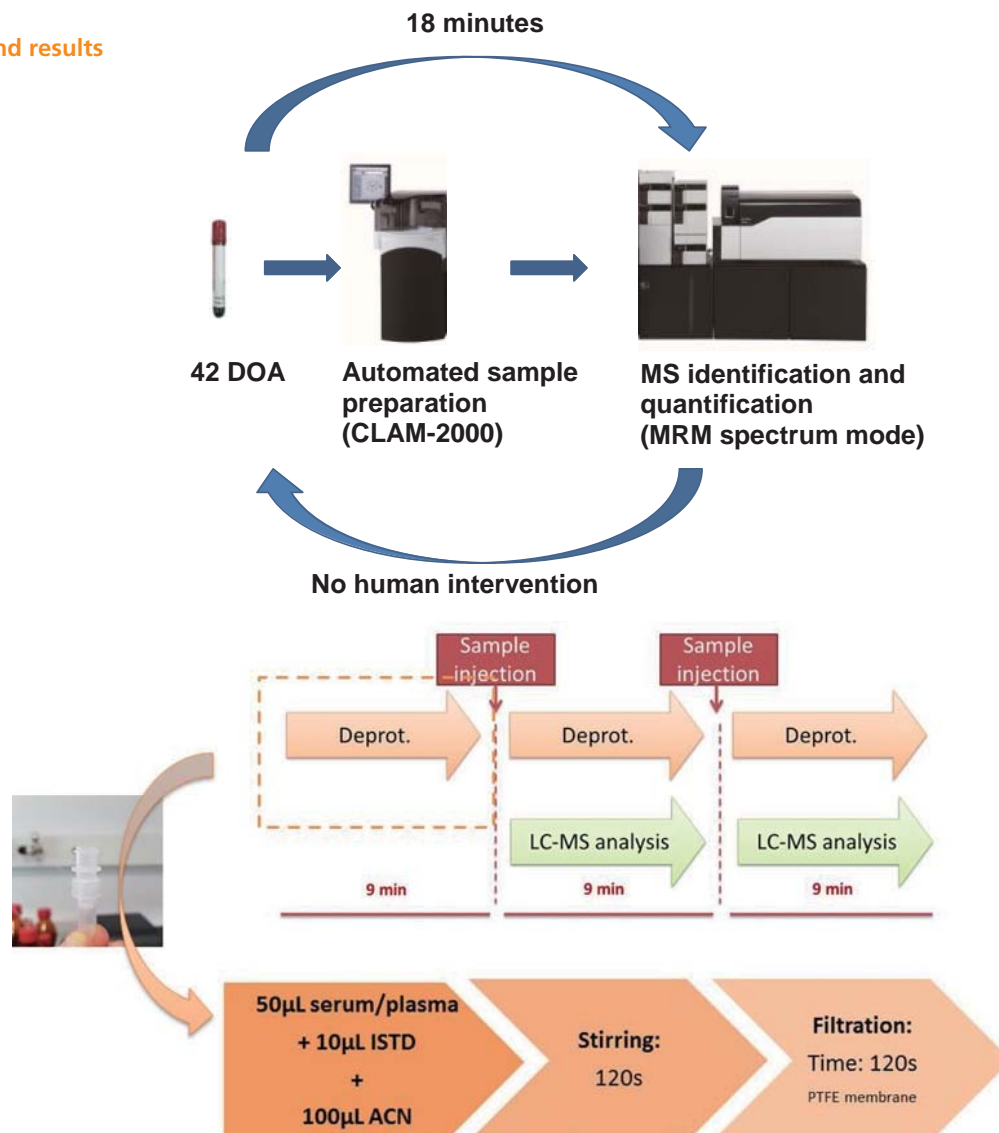 18 minutes
nd results
42 DOA
Automated sample
preparation
(CLAM-2000)
MS identification and
quantification
(MRM spectrum mode)
No human intervention
Sample
injection
Sample
injection
Deprot.
Deprot.
Deprot.
LC-MS analysis
LC-MS analysis
9 min
9 min
9 min
50µL serum/plasma
+ 10µL ISTD
+
100µL ACN
Stirring:
120s
Filtration:
Time: 120s
PTFE membrane